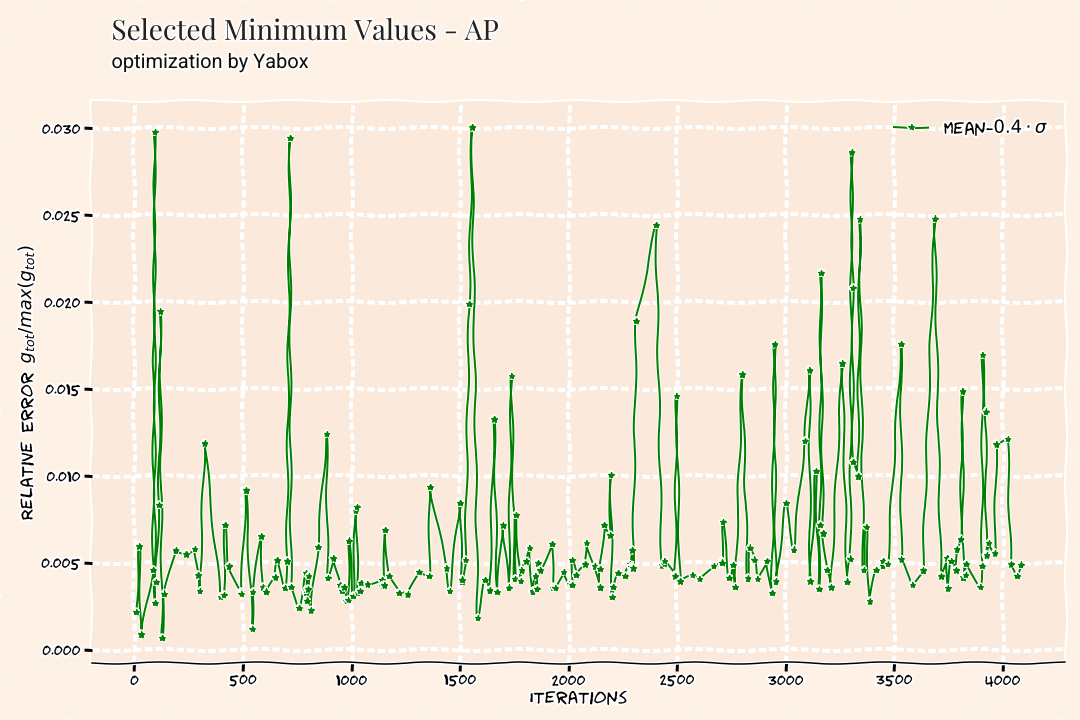 Selected Minimum Values - AP
optimization by Yabox
MEAN-0.4 · σ
RELATIVE ERROR g_tot/max(g_tot)
0.030
0.025
0.020
0.015
0.010
0.005
0.000
0 500 1000 1500 2000 2500 3000 3500 4000
ITERATIONS